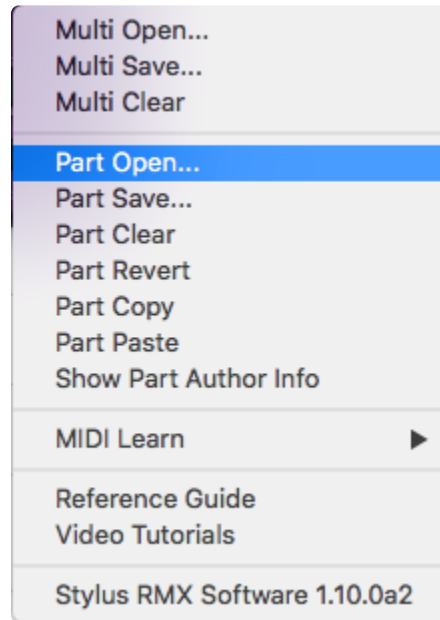 Multi Open...
Multi Save...
Multi Clear
Part Open...
Part Save...
Part Clear
Part Revert
Part Copy
Part Paste
Show Part Author Info
MIDI Learn
Reference Guide
Video Tutorials
Stylus RMX Software 1.10.0a2